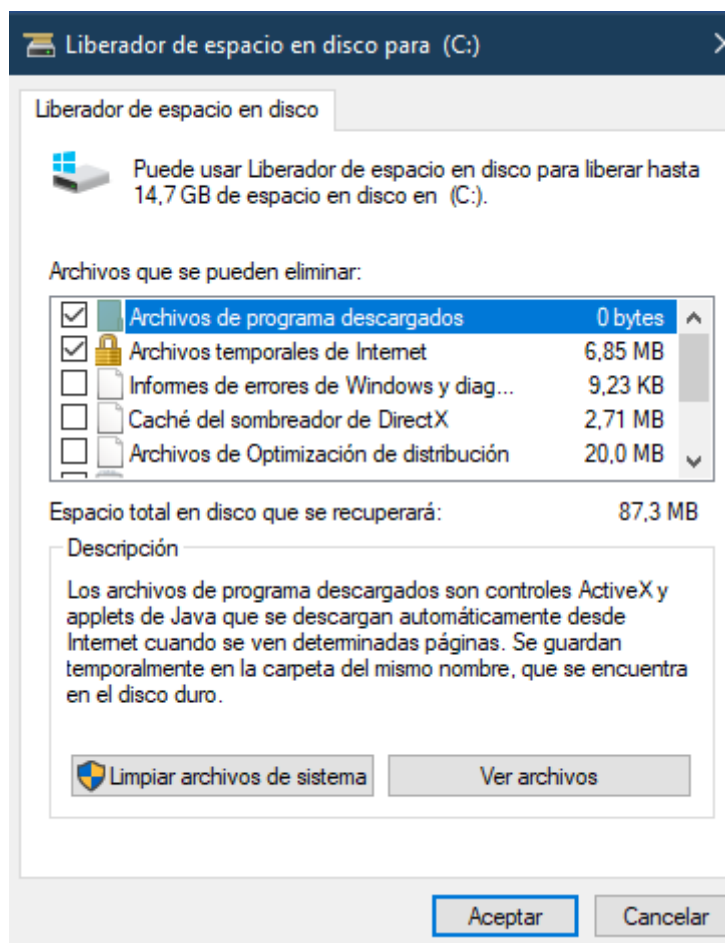 Liberador de espacio en disco para (C:)
Liberador de espacio en disco
Puede usar Liberador de espacio en disco para liberar hasta
14,7 GB de espacio en disco en (C:).
Archivos que se pueden eliminar:
Archivos de programa descargados 0 bytes
Archivos temporales de Internet 6,85 MB
Informes de errores de Windows y diag... 9,23 KB
Caché del sombreador de DirectX 2,71 MB
Archivos de Optimización de distribución 20,0 MB
Espacio total en disco que se recuperará: 87,3 MB
Descripción
Los archivos de programa descargados son controles ActiveX y
applets de Java que se descargan automáticamente desde
Internet cuando se ven determinadas páginas. Se guardan
temporalmente en la carpeta del mismo nombre, que se encuentra
en el disco duro.
Limpiar archivos de sistema Ver archivos
Aceptar Cancelar